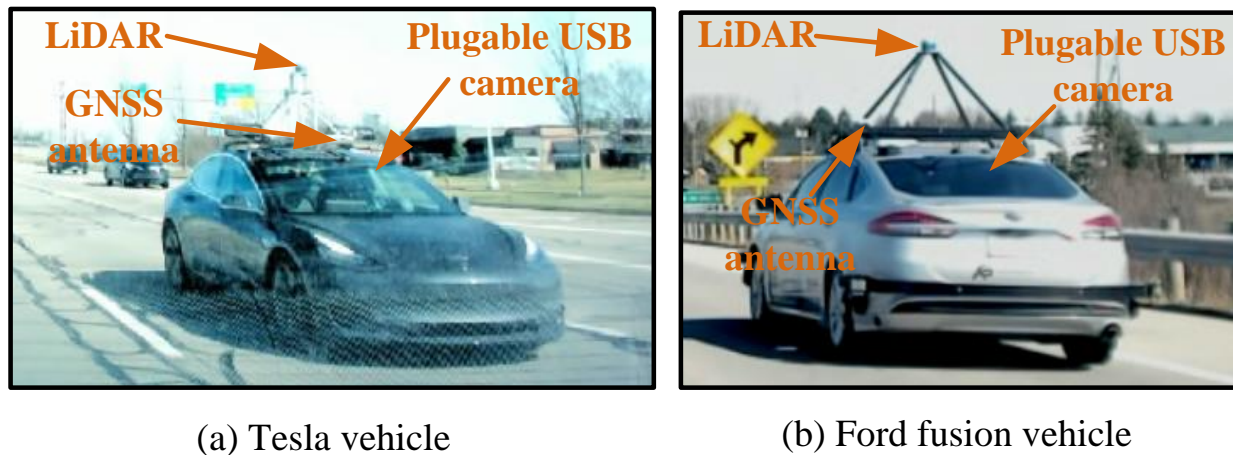 LiDAR
Plugable USB
camera
GNSS
antenna
LiDAR
Plugable USB
camera
GNSS
antenna
(a) Tesla vehicle
(b) Ford fusion vehicle